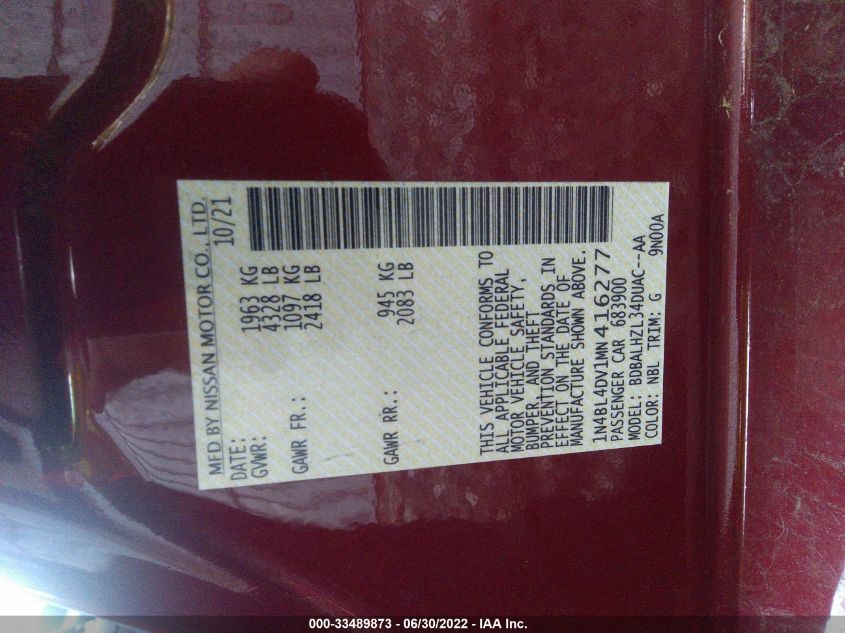 MFD BY NISSAN MOTOR CO., LTD.
DATE: 10/21
GVWR: 1963 KG
4328 LB
GAWR FR.: 1097 KG
2418 LB
GAWR RR.: 945 KG
2083 LB
THIS VEHICLE CONFORMS TO
ALL APPLICABLE FEDERAL
MOTOR VEHICLE SAFETY,
BUMPER, AND THEFT
PREVENTION STANDARDS IN
EFFECT ON THE DATE OF
MANUFACTURE SHOWN ABOVE.
1N4BL4DV1MN416277
PASSENGER CAR 683900
MODEL: BDBALHZL34DUAC--AA
COLOR: NBL TRIM: G 9N00A
000-33489873 - 06/30/2022 - IAA Inc.